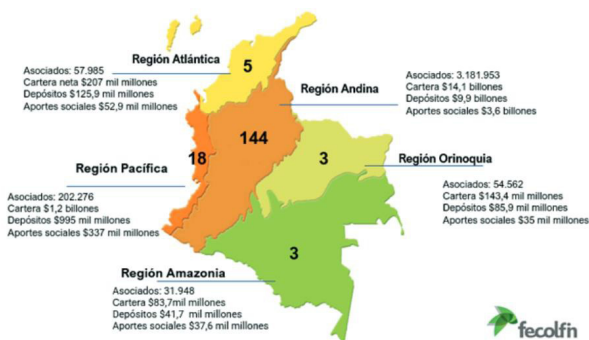 Región Atlántica
Asociados: 57.985
Cartera neta $207 mil millones
Depósitos $125,9 mil millones
Aportes sociales $52,9 mil millones
5
Región Andina
Asociados: 3.181.953
Cartera $14,1 billones
Depósitos $9,9 billones
Aportes sociales $3,6 billones
144
18
3
Región Pacífica
Asociados: 202.276
Cartera $1,2 billones
Depósitos $995 mil millones
Aportes sociales $337 mil millones
Región Orinoquia
54.562
Cartera $143,4 mil millones
Depósitos $85,9 mil millones
Aportes sociales $35 mil millones
3
Región Amazonia
Asociados: 31.948
Cartera $83,7mil millones
Depósitos $41,7 mil millones
Aportes sociales $37,6 mil millones
fecolfin